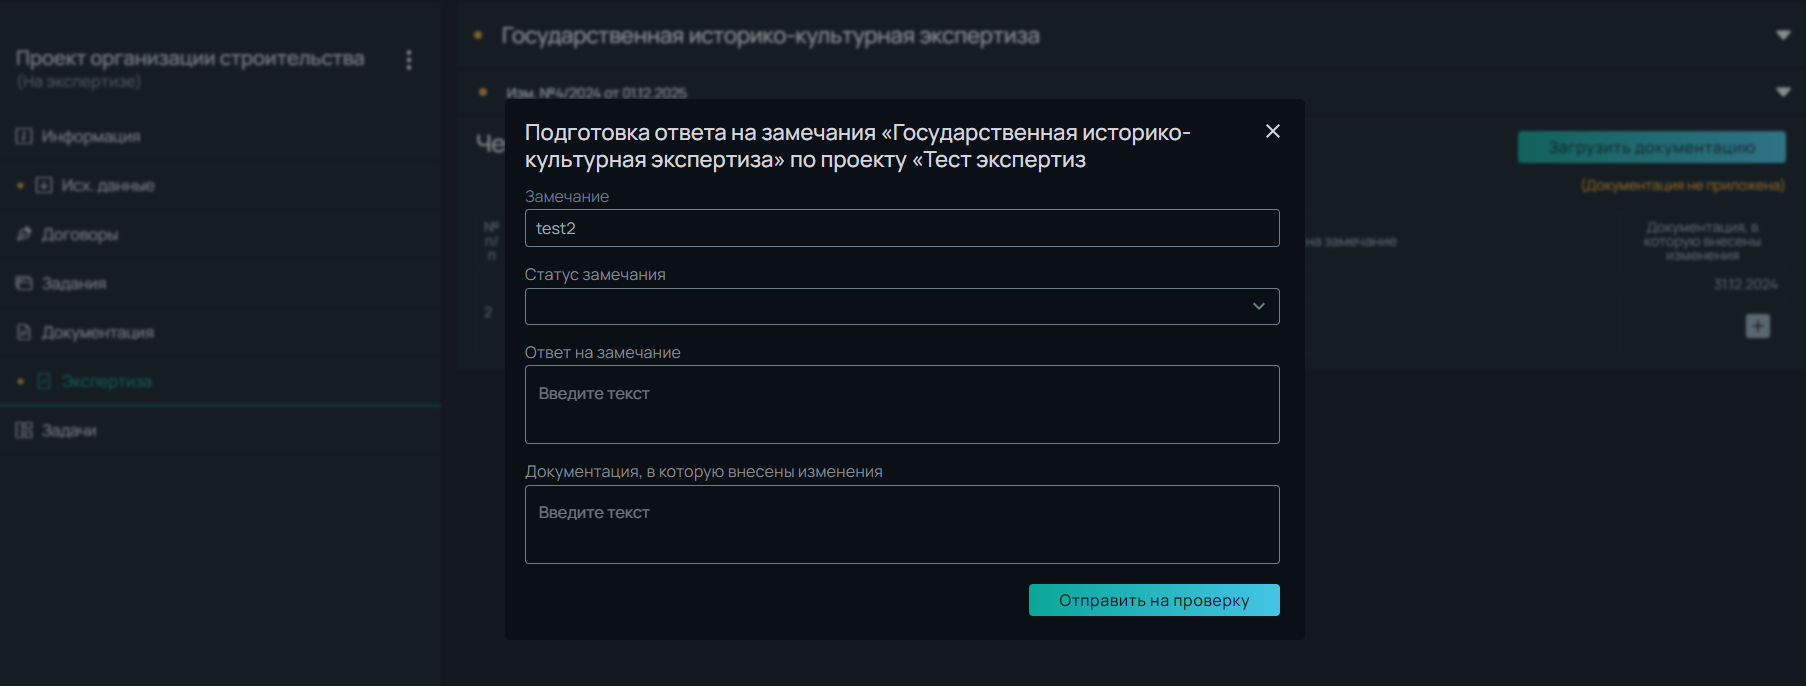 Проект организации строительства
(На экспертизе)
Информация
Исх. данные
Договоры
Задания
Документация
Экспертиза
Задачи
Государственная историко-культурная экспертиза
Изм. №4/2024 от 01.12.2025
Загрузить документацию
(Документация не приложена)
№
п/
п
на замечание
Документация, в
которую внесены
изменения
31.12.2024
2
Подготовка ответа на замечания «Государственная историко-
культурная экспертиза» по проекту «Тест экспертиз
Замечание
test2
Статус замечания
Ответ на замечание
Введите текст
Документация, в которую внесены изменения
Введите текст
Отправить на проверку